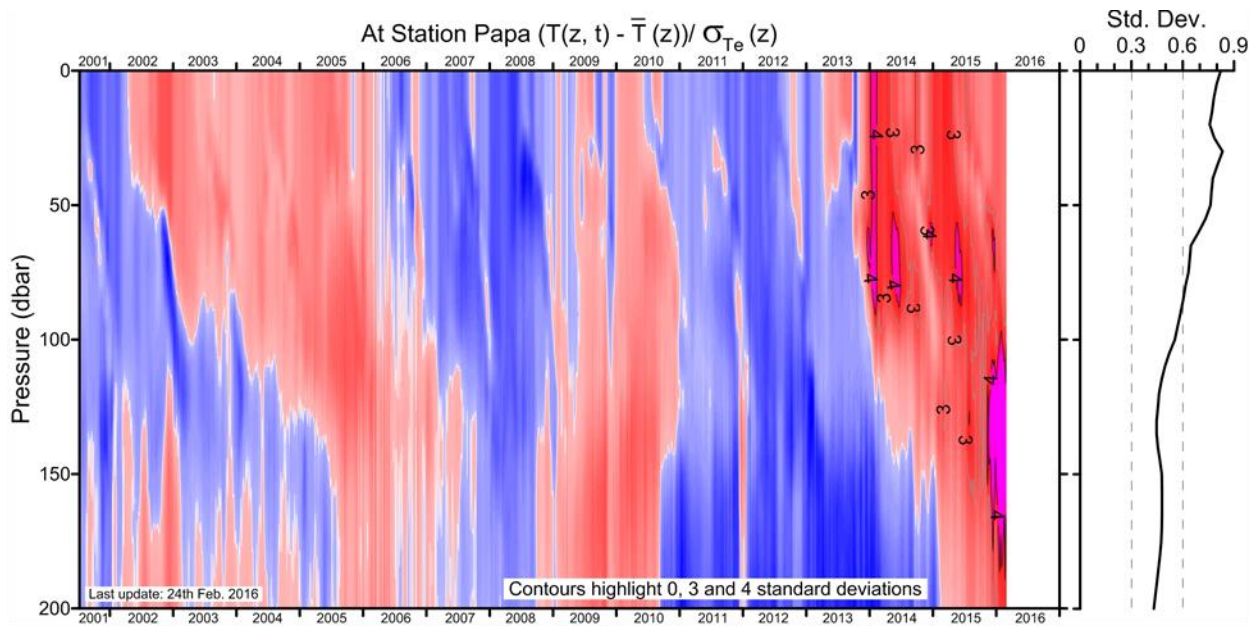 At Station Papa (T(z, t) - T̅ (z))/ σTe (z)
Std. Dev.
2001 2002 2003 2004 2005 2006 2007 2008 2009 2010 2011 2012 2013 2014 2015 2016
0 0.3 0.6 0.9
Pressure (dbar)
0
50
100
150
200
4 3 3 3
3
3 4
4 4 4
3 3
3 3
4
3
3
4
Last update: 24th Feb. 2016
Contours highlight 0, 3 and 4 standard deviations
2001 2002 2003 2004 2005 2006 2007 2008 2009 2010 2011 2012 2013 2014 2015 2016